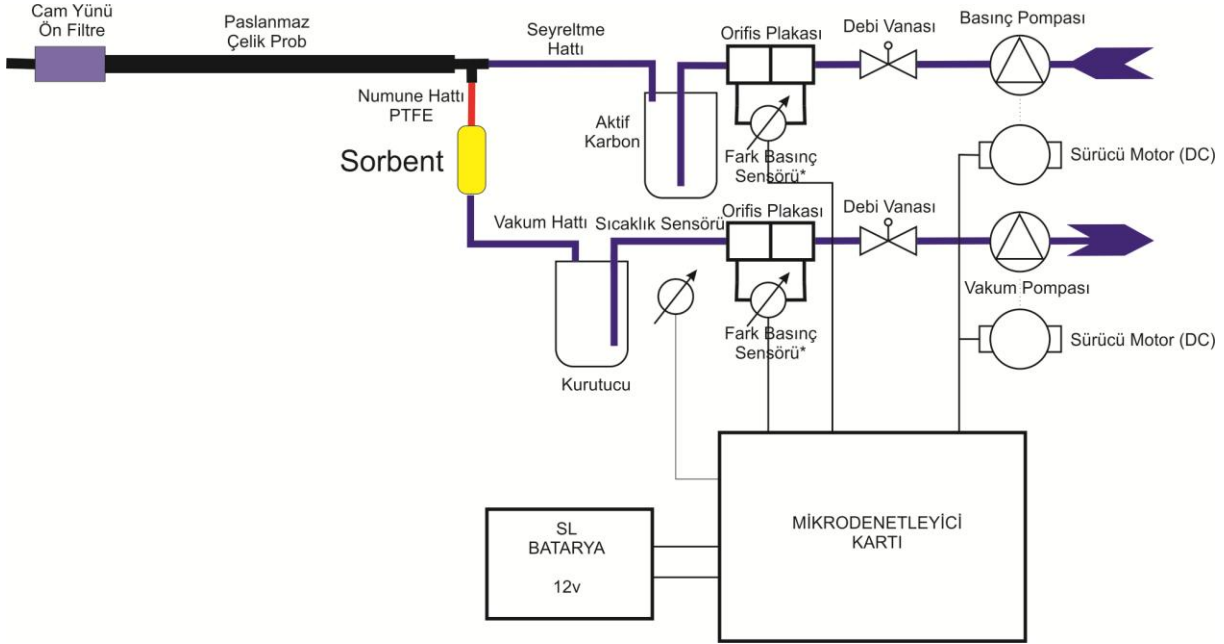 Cam Yünü
Ön Filtre
Paslanmaz
Çelik Prob
Seyreltme
Hattı
Orifis Plakası
Debi Vanası
Basınç Pompası
Numune Hattı
PTFE
Aktif
Karbon
Fark Basınç
Sensörü*
Sürücü Motor (DC)
Sorbent
Vakum Hattı
Sıcaklık Sensörü
Orifis Plakası
Debi Vanası
Vakum Pompası
Fark Basınç
Sensörü*
Sürücü Motor (DC)
Kurutucu
SL
BATARYA
12v
MİKRODENETLEYİCİ
KARTI